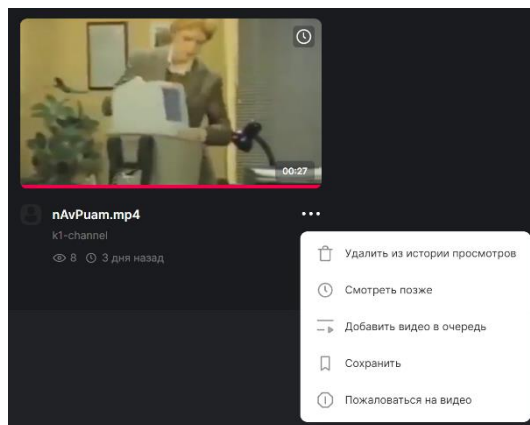 00:27
nAvPuam.mp4
k1-channel
8 3 дня назад
Удалить из истории просмотров
Смотреть позже
Добавить видео в очередь
Сохранить
Пожаловаться на видео